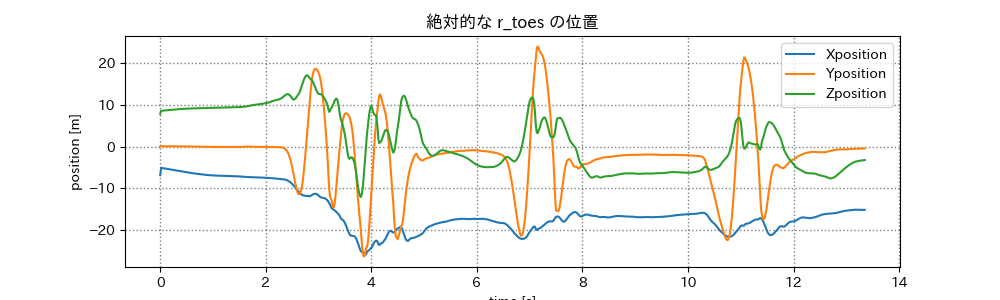 絶対的な r_toes の位置
position [m]
20
10
0
−10
−20
Xposition
Yposition
Zposition
0
2
4
6
8
10
12
14
time [s]